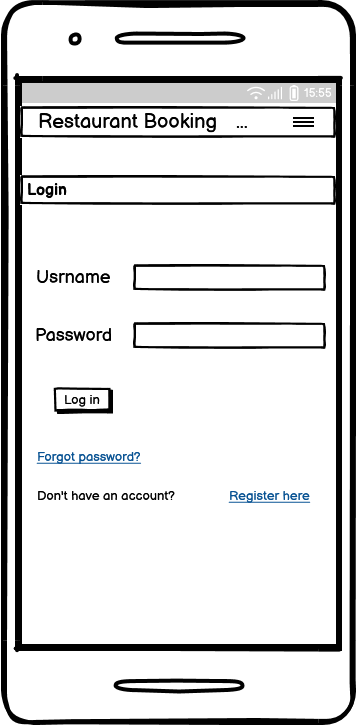 15:55
Restaurant Booking ...
Login
Usrname
Password
Log in
Forgot password?
Don't have an account? Register here